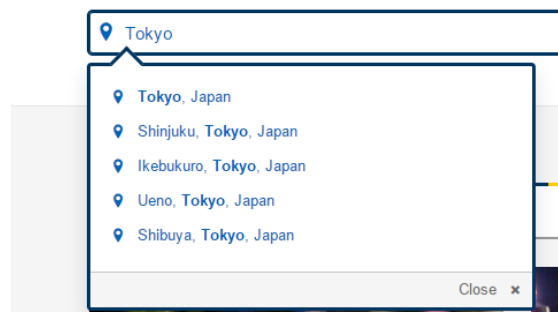 Tokyo
Tokyo, Japan
Shinjuku, Tokyo, Japan
Ikebukuro, Tokyo, Japan
Ueno, Tokyo, Japan
Shibuya, Tokyo, Japan
Close ×